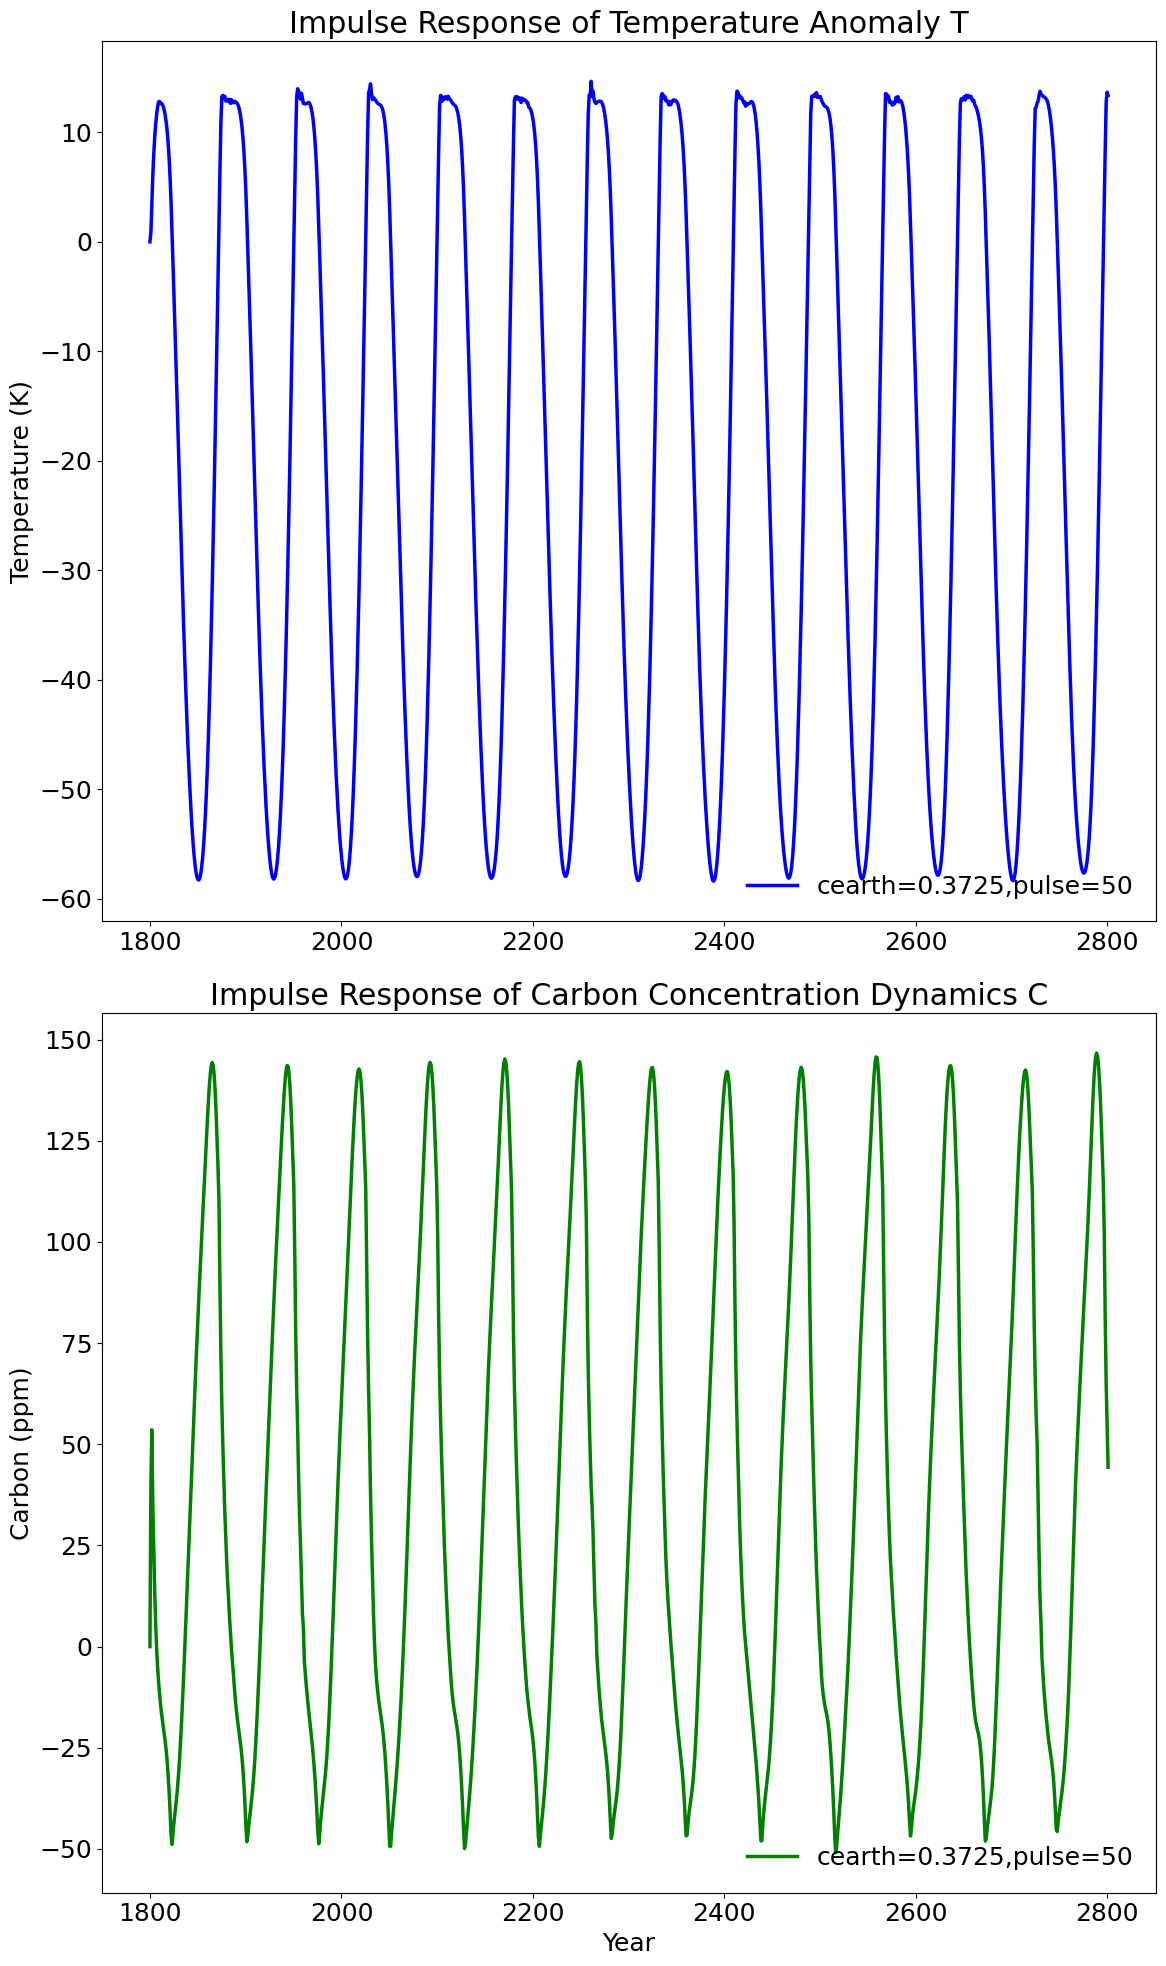 Impulse Response of Temperature Anomaly T
10
0
−10
−20
−30
−40
−50
−60
Temperature (K)
cearth=0.3725,pulse=50
1800 2000 2200 2400 2600 2800
Impulse Response of Carbon Concentration Dynamics C
150
125
100
75
50
25
0
−25
−50
Carbon (ppm)
cearth=0.3725,pulse=50
1800 2000 2200 2400 2600 2800
Year